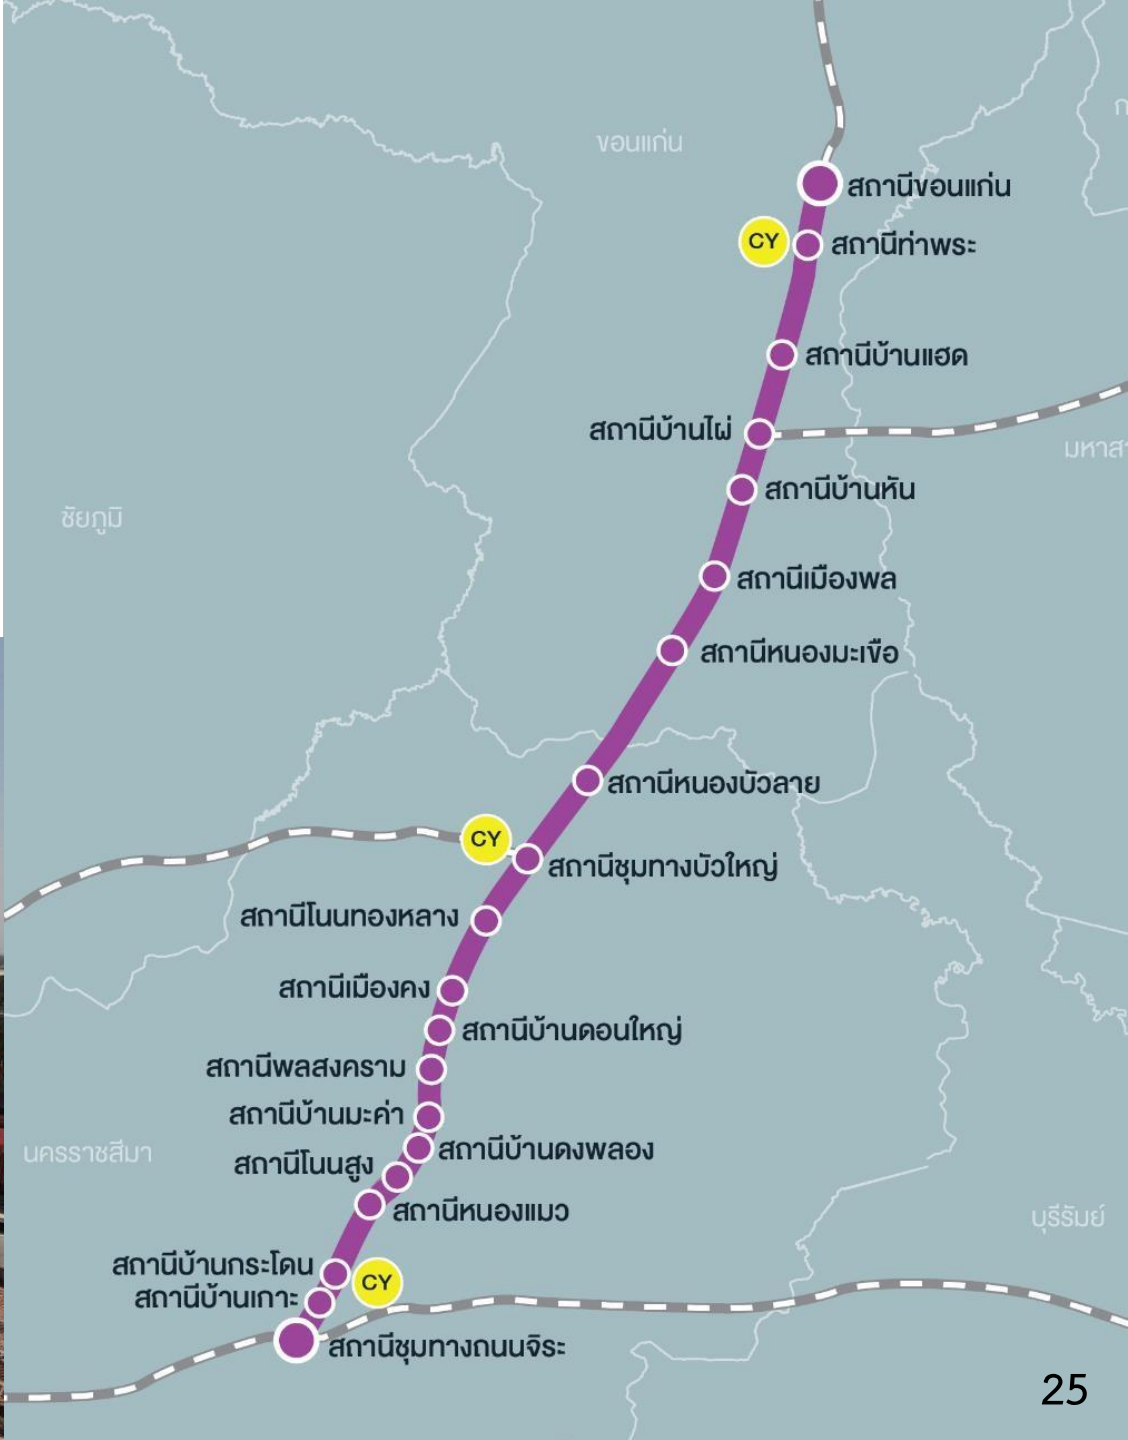 ก
ขอนแก่น
สถานีขอนแก่น
CY
สถานีท่าพระ
สถานีบ้านแฮด
สถานีบ้านไผ่
มหาสา
สถานีบ้านหัน
ชัยภูมิ
สถานีเมืองพล
สถานีหนองมะเขือ
สถานีหนองบัวลาย
CY
สถานีชุมทางบัวใหญ่
สถานีโนนทองหลาง
สถานีเมืองคง
สถานีบ้านดอนใหญ่
สถานีพลสงคราม
สถานีบ้านมะค่า
สถานีบ้านดงพลอง
นครราชสีมา
สถานีโนนสูง
สถานีหนองแมว
บุรีรัมย์
สถานีบ้านกระโดน
CY
สถานีบ้านเกาะ
สถานีชุมทางถนนจิระ
25